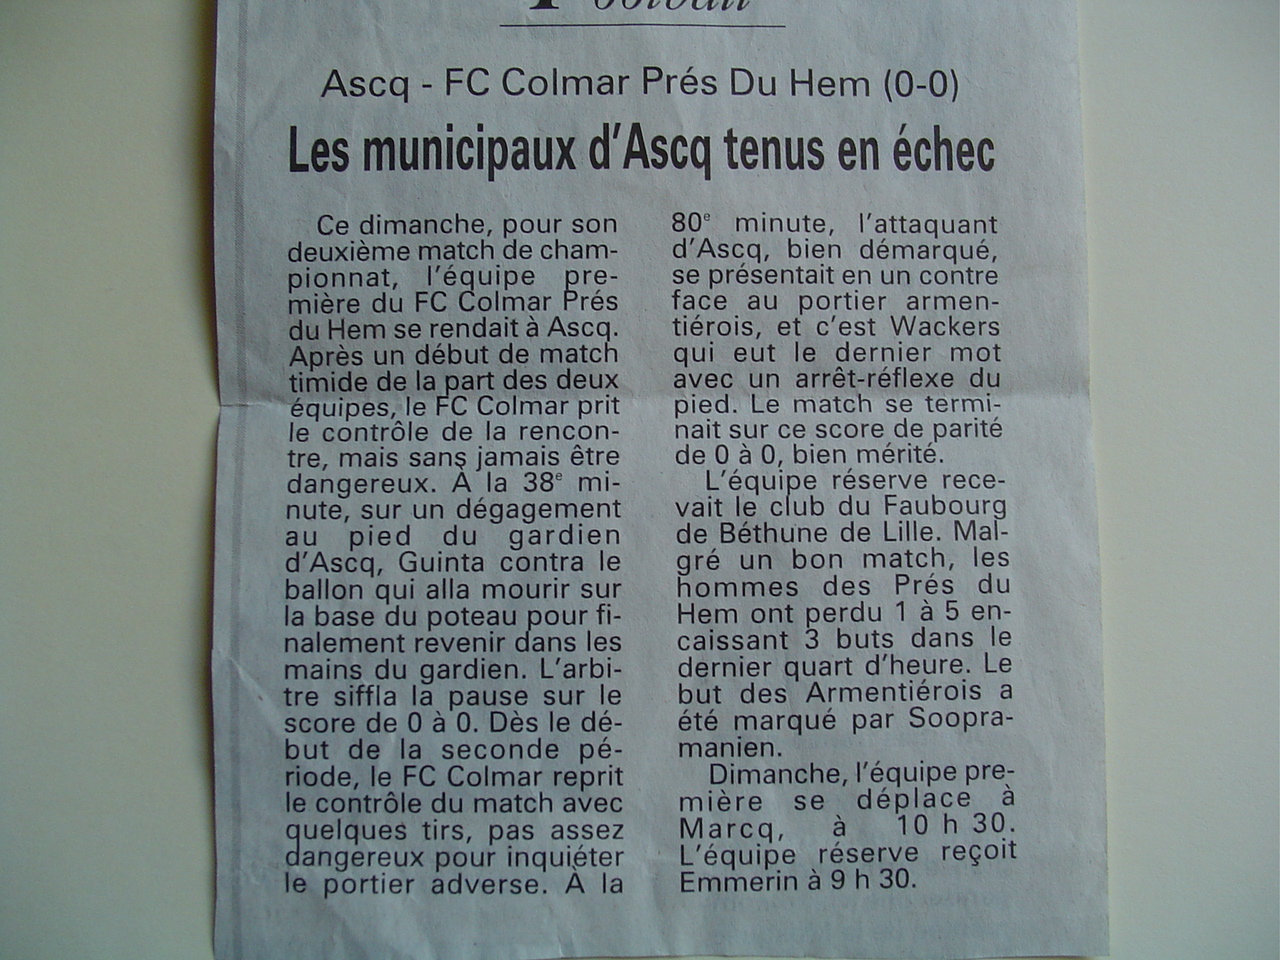 Football
Ascq - FC Colmar Prés Du Hem (0-0)
Les municipaux d'Ascq tenus en échec
Ce dimanche, pour son
deuxième match de cham-
pionnat, l'équipe pre-
mière du FC Colmar Prés
du Hem se rendait à Ascq.
Après un début de match
timide de la part des deux
équipes, le FC Colmar prit
le contrôle de la rencon-
tre, mais sans jamais être
dangereux. A la 38e mi-
nute, sur un dégagement
au pied du gardien
d'Ascq, Guinta contra le
ballon qui alla mourir sur
la base du poteau pour fi-
nalement revenir dans les
mains du gardien. L'arbi-
tre siffla la pause sur le
score de 0 à 0. Dès le dé-
but de la seconde pé-
riode, le FC Colmar reprit
le contrôle du match avec
quelques tirs, pas assez
dangereux pour inquiéter
le portier adverse. A la
80e minute, l'attaquant
d'Ascq, bien démarqué,
se présentait en un contre
face au portier armen-
tiérois, et c'est Wackers
qui eut le dernier mot
avec un arrêt-réflexe du
pied. Le match se termi-
nait sur ce score de parité
de 0 à 0, bien mérité.
L'équipe réserve rece-
vait le club du Faubourg
de Béthune de Lille. Mal-
gré un bon match, les
hommes des Prés du
Hem ont perdu 1 à 5 en-
caissant 3 buts dans le
dernier quart d'heure. Le
but des Armentiérois a
été marqué par Soopra-
manien.
Dimanche, l'équipe pre-
mière se déplace à
Marcq, à 10 h 30.
L'équipe réserve reçoit
Emmerin à 9 h 30.